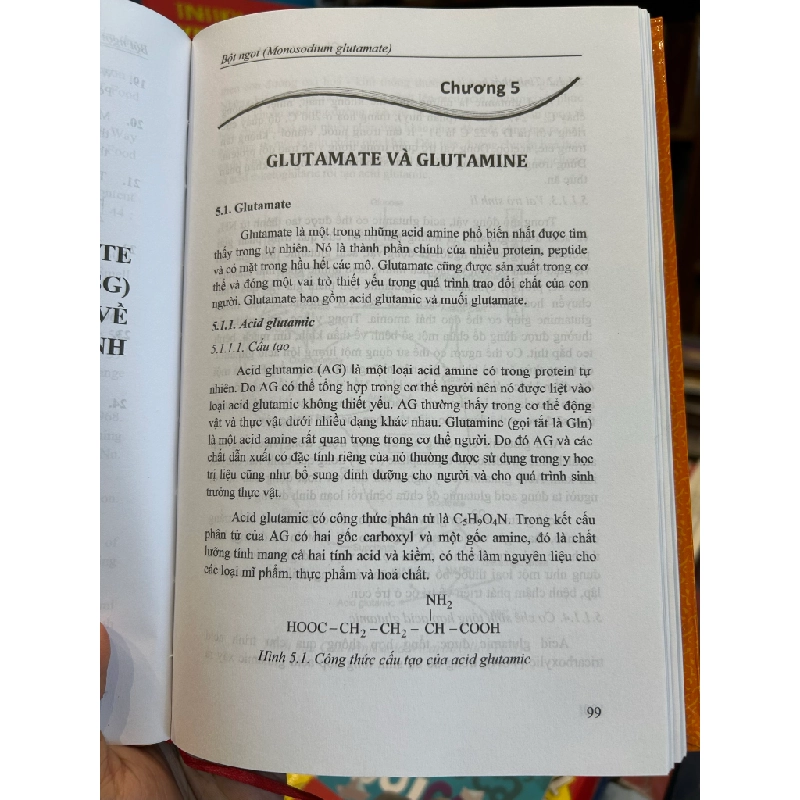 Bột ngọt (Monosodium glutamate)
Chương 5
GLUTAMATE VÀ GLUTAMINE
5.1. Glutamate
Glutamate là một trong những acid amine phổ biến nhất được tìm
thấy trong tự nhiên. Nó là thành phần chính của nhiều protein, peptide
và có mặt trong hầu hết các mô. Glutamate cũng được sản xuất trong cơ
thể và đóng một vai trò thiết yếu trong quá trình trao đổi chất của con
người. Glutamate bao gồm acid glutamic và muối glutamate.
5.1.1. Acid glutamic
5.1.1.1. Cấu tạo
Acid glutamic (AG) là một loại acid amine có trong protein tự
nhiên. Do AG có thể tổng hợp trong cơ thể người nên nó được liệt vào
loại acid glutamic không thiết yếu. AG thường thấy trong cơ thể động
vật và thực vật dưới nhiều dạng khác nhau. Glutamine (gọi tắt là Gln)
là một acid amine rất quan trọng trong cơ thể người. Do đó AG và các
chất dẫn xuất có đặc tính riêng của nó thường được sử dụng trong y học
trị liệu cũng như bổ sung dinh dưỡng cho người và cho quá trình sinh
trưởng thực vật.
Acid glutamic có công thức phân tử là C₅H₉O₄N. Trong kết cấu
phân tử của AG có hai gốc carboxyl và một gốc amine, đó là chất
lưỡng tính mang cả hai tính acid và kiềm, có thể làm nguyên liệu cho
các loại mĩ phẩm, thực phẩm và hoá chất.
NH₂
HOOC–CH₂–CH₂–CH–COOH
Hình 5.1. Công thức cấu tạo của acid glutamic
99